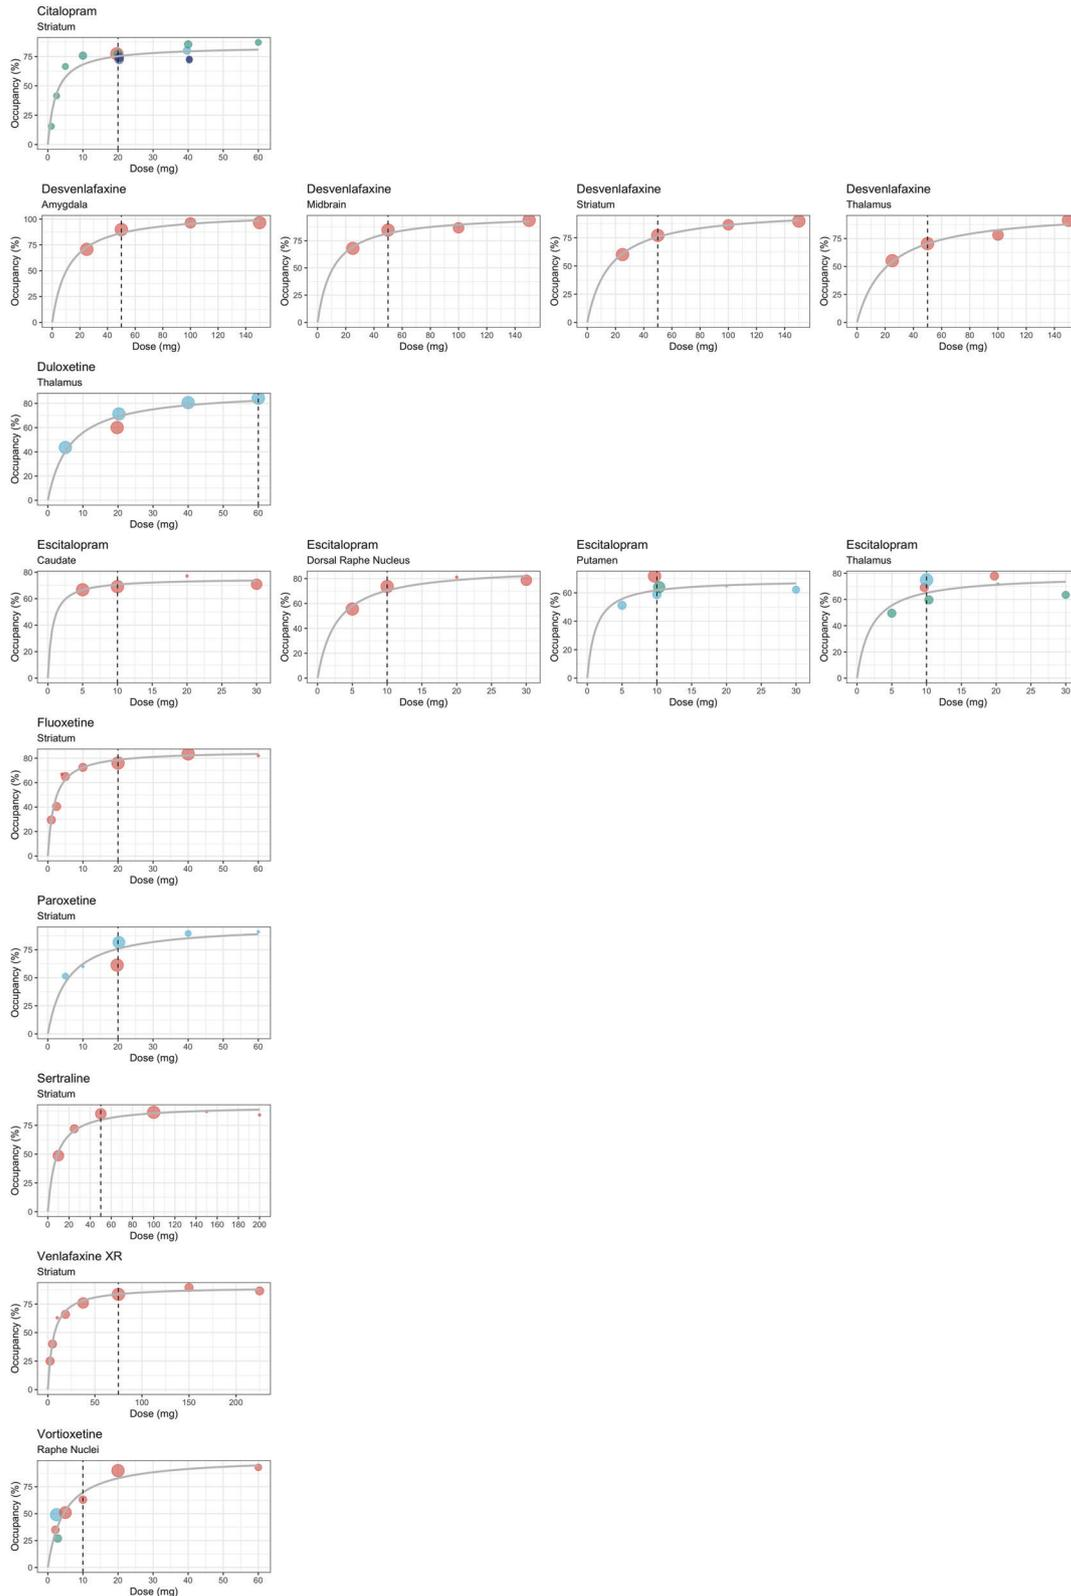 Citalopram
Striatum
Occupancy (%)
75
50
25
0
0 10 20 30 40 50 60
Dose (mg)
Desvenlafaxine
Amygdala
Occupancy (%)
100
75
50
25
0
0 20 40 60 80 100 120 140
Dose (mg)
Desvenlafaxine
Midbrain
Occupancy (%)
75
50
25
0
0 20 40 60 80 100 120 140
Dose (mg)
Desvenlafaxine
Striatum
Occupancy (%)
75
50
25
0
0 20 40 60 80 100 120 140
Dose (mg)
Desvenlafaxine
Thalamus
Occupancy (%)
75
50
25
0
0 20 40 60 80 100 120 140
Dose (mg)
Duloxetine
Thalamus
Occupancy (%)
80
60
40
20
0
0 10 20 30 40 50 60
Dose (mg)
Escitalopram
Caudate
Occupancy (%)
80
60
40
20
0
0 5 10 15 20 25 30
Dose (mg)
Escitalopram
Dorsal Raphe Nucleus
Occupancy (%)
80
60
40
20
0
0 5 10 15 20 25 30
Dose (mg)
Escitalopram
Putamen
Occupancy (%)
60
40
20
0
0 5 10 15 20 25 30
Dose (mg)
Escitalopram
Thalamus
Occupancy (%)
80
60
40
20
0
0 5 10 15 20 25 30
Dose (mg)
Fluoxetine
Striatum
Occupancy (%)
80
60
40
20
0
0 10 20 30 40 50 60
Dose (mg)
Paroxetine
Striatum
Occupancy (%)
75
50
25
0
0 10 20 30 40 50 60
Dose (mg)
Sertraline
Striatum
Occupancy (%)
75
50
25
0
0 20 40 60 80 100 120 140 160 180 200
Dose (mg)
Venlafaxine XR
Striatum
Occupancy (%)
75
50
25
0
0 50 100 150 200
Dose (mg)
Vortioxetine
Raphe Nuclei
Occupancy (%)
75
50
25
0
0 10 20 30 40 50 60
Dose (mg)